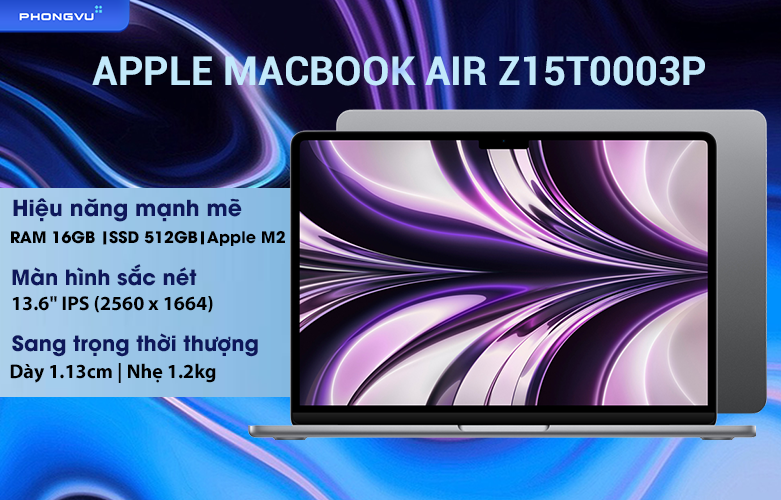 PHONGVU
APPLE MACBOOK AIR Z15T0003P
Hiệu năng mạnh mẽ
RAM 16GB |SSD 512GB|Apple M2
Màn hình sắc nét
13.6" IPS (2560 x 1664)
Sang trọng thời thượng
Dày 1.13cm | Nhẹ 1.2kg